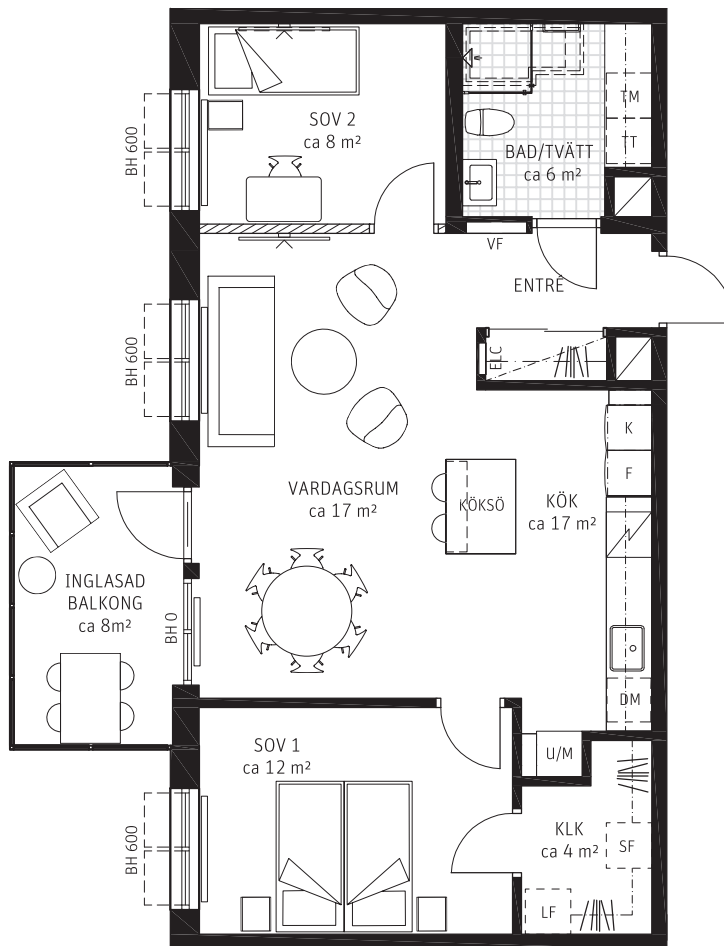 SOV 2
ca 8 m²
BH 600
TM
TT
BAD/TVÄTT
ca 6 m²
VF
ENTRÉ
ELC
BH 600
K
F
VARDAGSRUM
ca 17 m²
KÖKSÖ
KÖK
ca 17 m²
INGLASAD
BALKONG
ca 8m²
BH 0
DM
SOV 1
ca 12 m²
U/M
BH 600
KLK
ca 4 m²
SF
LF